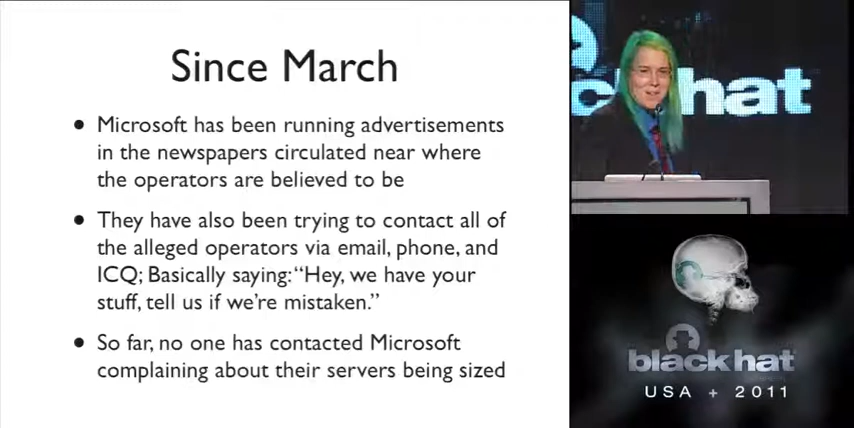 Since March
• Microsoft has been running advertisements
in the newspapers circulated near where
the operators are believed to be
• They have also been trying to contact all of
the alleged operators via email, phone, and
ICQ; Basically saying: “Hey, we have your
stuff, tell us if we’re mistaken.”
• So far, no one has contacted Microsoft
complaining about their servers being sized
hat
black hat
USA + 2011